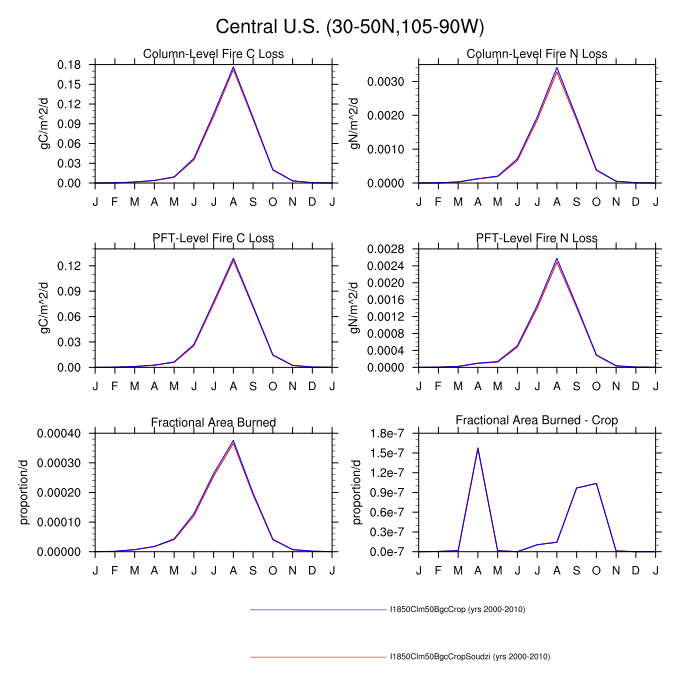 Central U.S. (30-50N,105-90W)
Column-Level Fire C Loss
gC/m^2/d
0.18
0.15
0.12
0.09
0.06
0.03
0.00
J F M A M J J A S O N D J
Column-Level Fire N Loss
gN/m^2/d
0.0030
0.0020
0.0010
0.0000
J F M A M J J A S O N D J
PFT-Level Fire C Loss
gC/m^2/d
0.12
0.09
0.06
0.03
0.00
J F M A M J J A S O N D J
PFT-Level Fire N Loss
gN/m^2/d
0.0028
0.0024
0.0020
0.0016
0.0012
0.0008
0.0004
0.0000
J F M A M J J A S O N D J
Fractional Area Burned
proportion/d
0.00040
0.00030
0.00020
0.00010
0.00000
J F M A M J J A S O N D J
Fractional Area Burned - Crop
proportion/d
1.8e-7
1.5e-7
1.2e-7
0.9e-7
0.6e-7
0.3e-7
0.0e-7
J F M A M J J A S O N D J
I1850Clm50BgcCrop (yrs 2000-2010)
I1850Clm50BgcCropSoudzi (yrs 2000-2010)